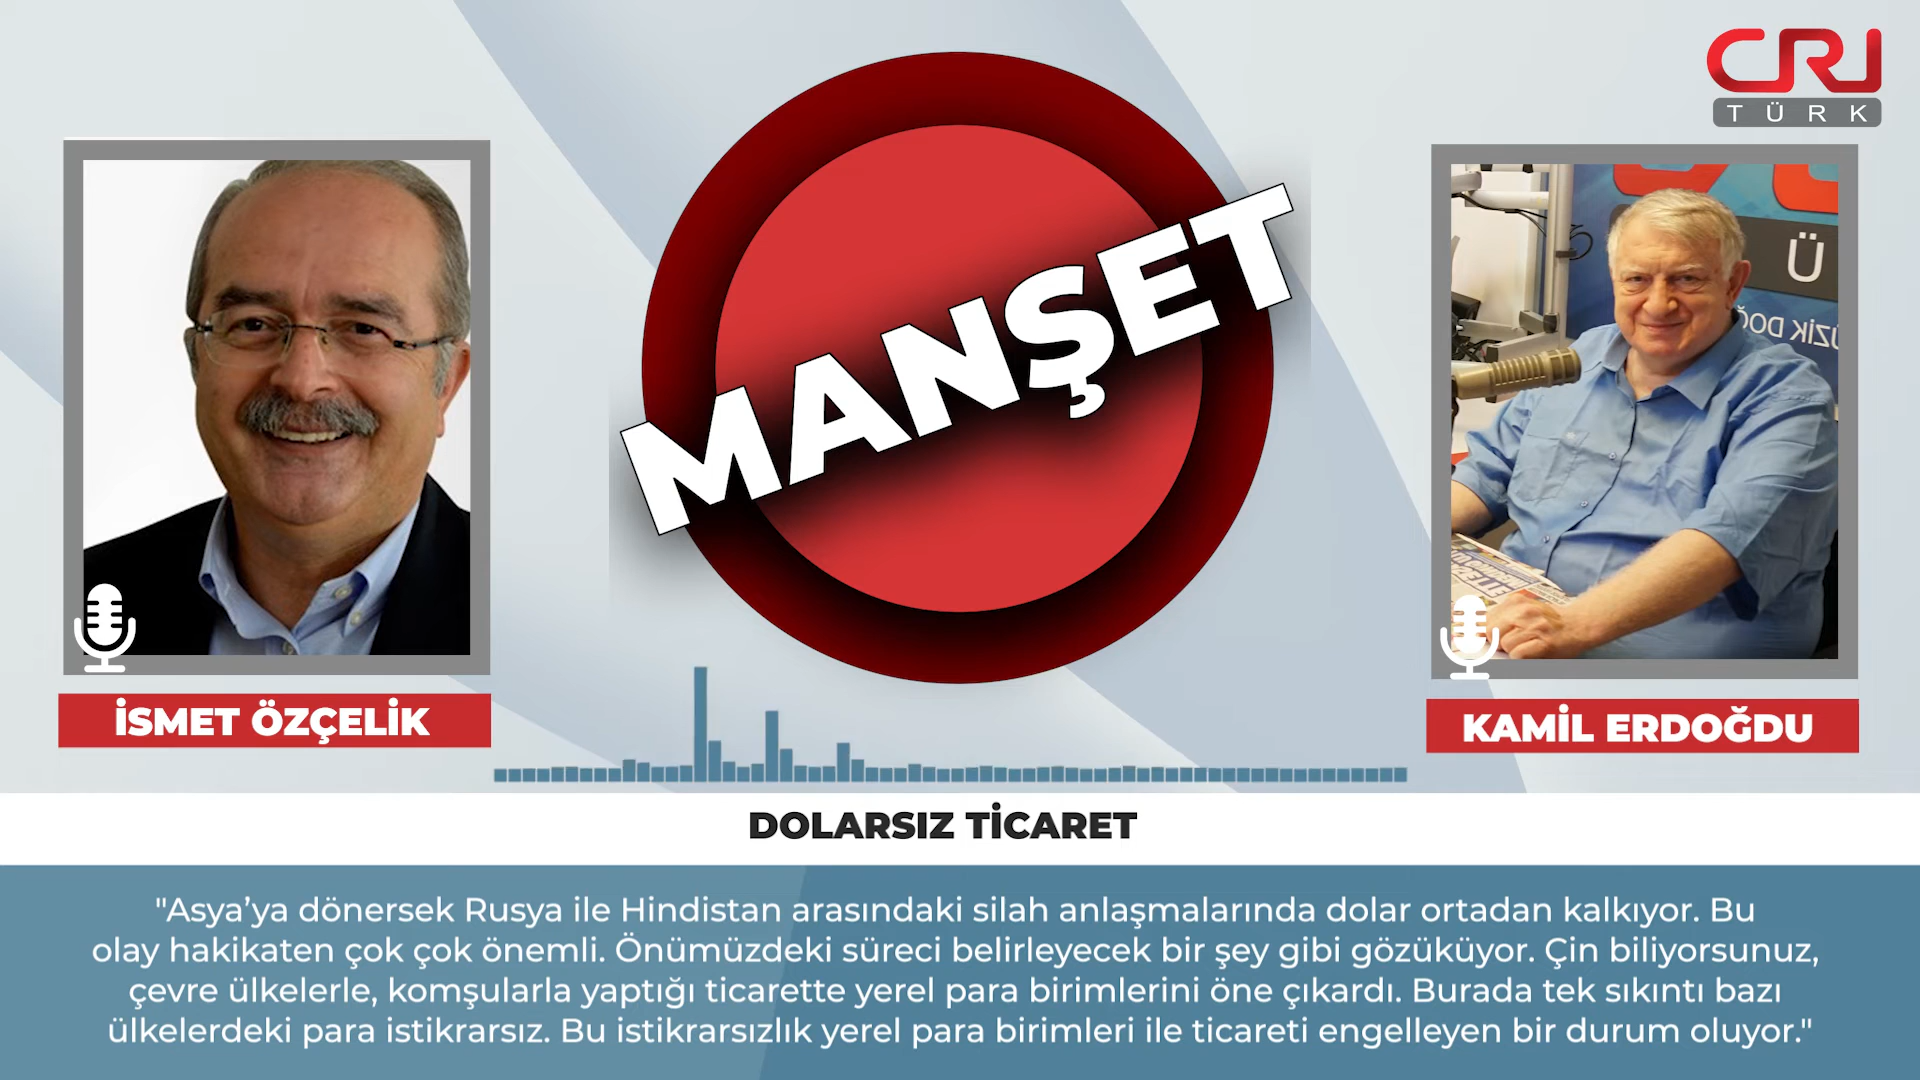 CRI
TÜRK
MANŞET
Ü
İSMET ÖZÇELİK
KAMİL ERDOĞDU
DOLARSIZ TİCARET
"Asya’ya dönersek Rusya ile Hindistan arasındaki silah anlaşmalarında dolar ortadan kalkıyor. Bu
olay hakikaten çok çok önemli. Önümüzdeki süreci belirleyecek bir şey gibi gözüküyor. Çin biliyorsunuz,
çevre ülkelerle, komşularla yaptığı ticarette yerel para birimlerini öne çıkardı. Burada tek sıkıntı bazı
ülkelerdeki para istikrarsız. Bu istikrarsızlık yerel para birimleri ile ticareti engelleyen bir durum oluyor."